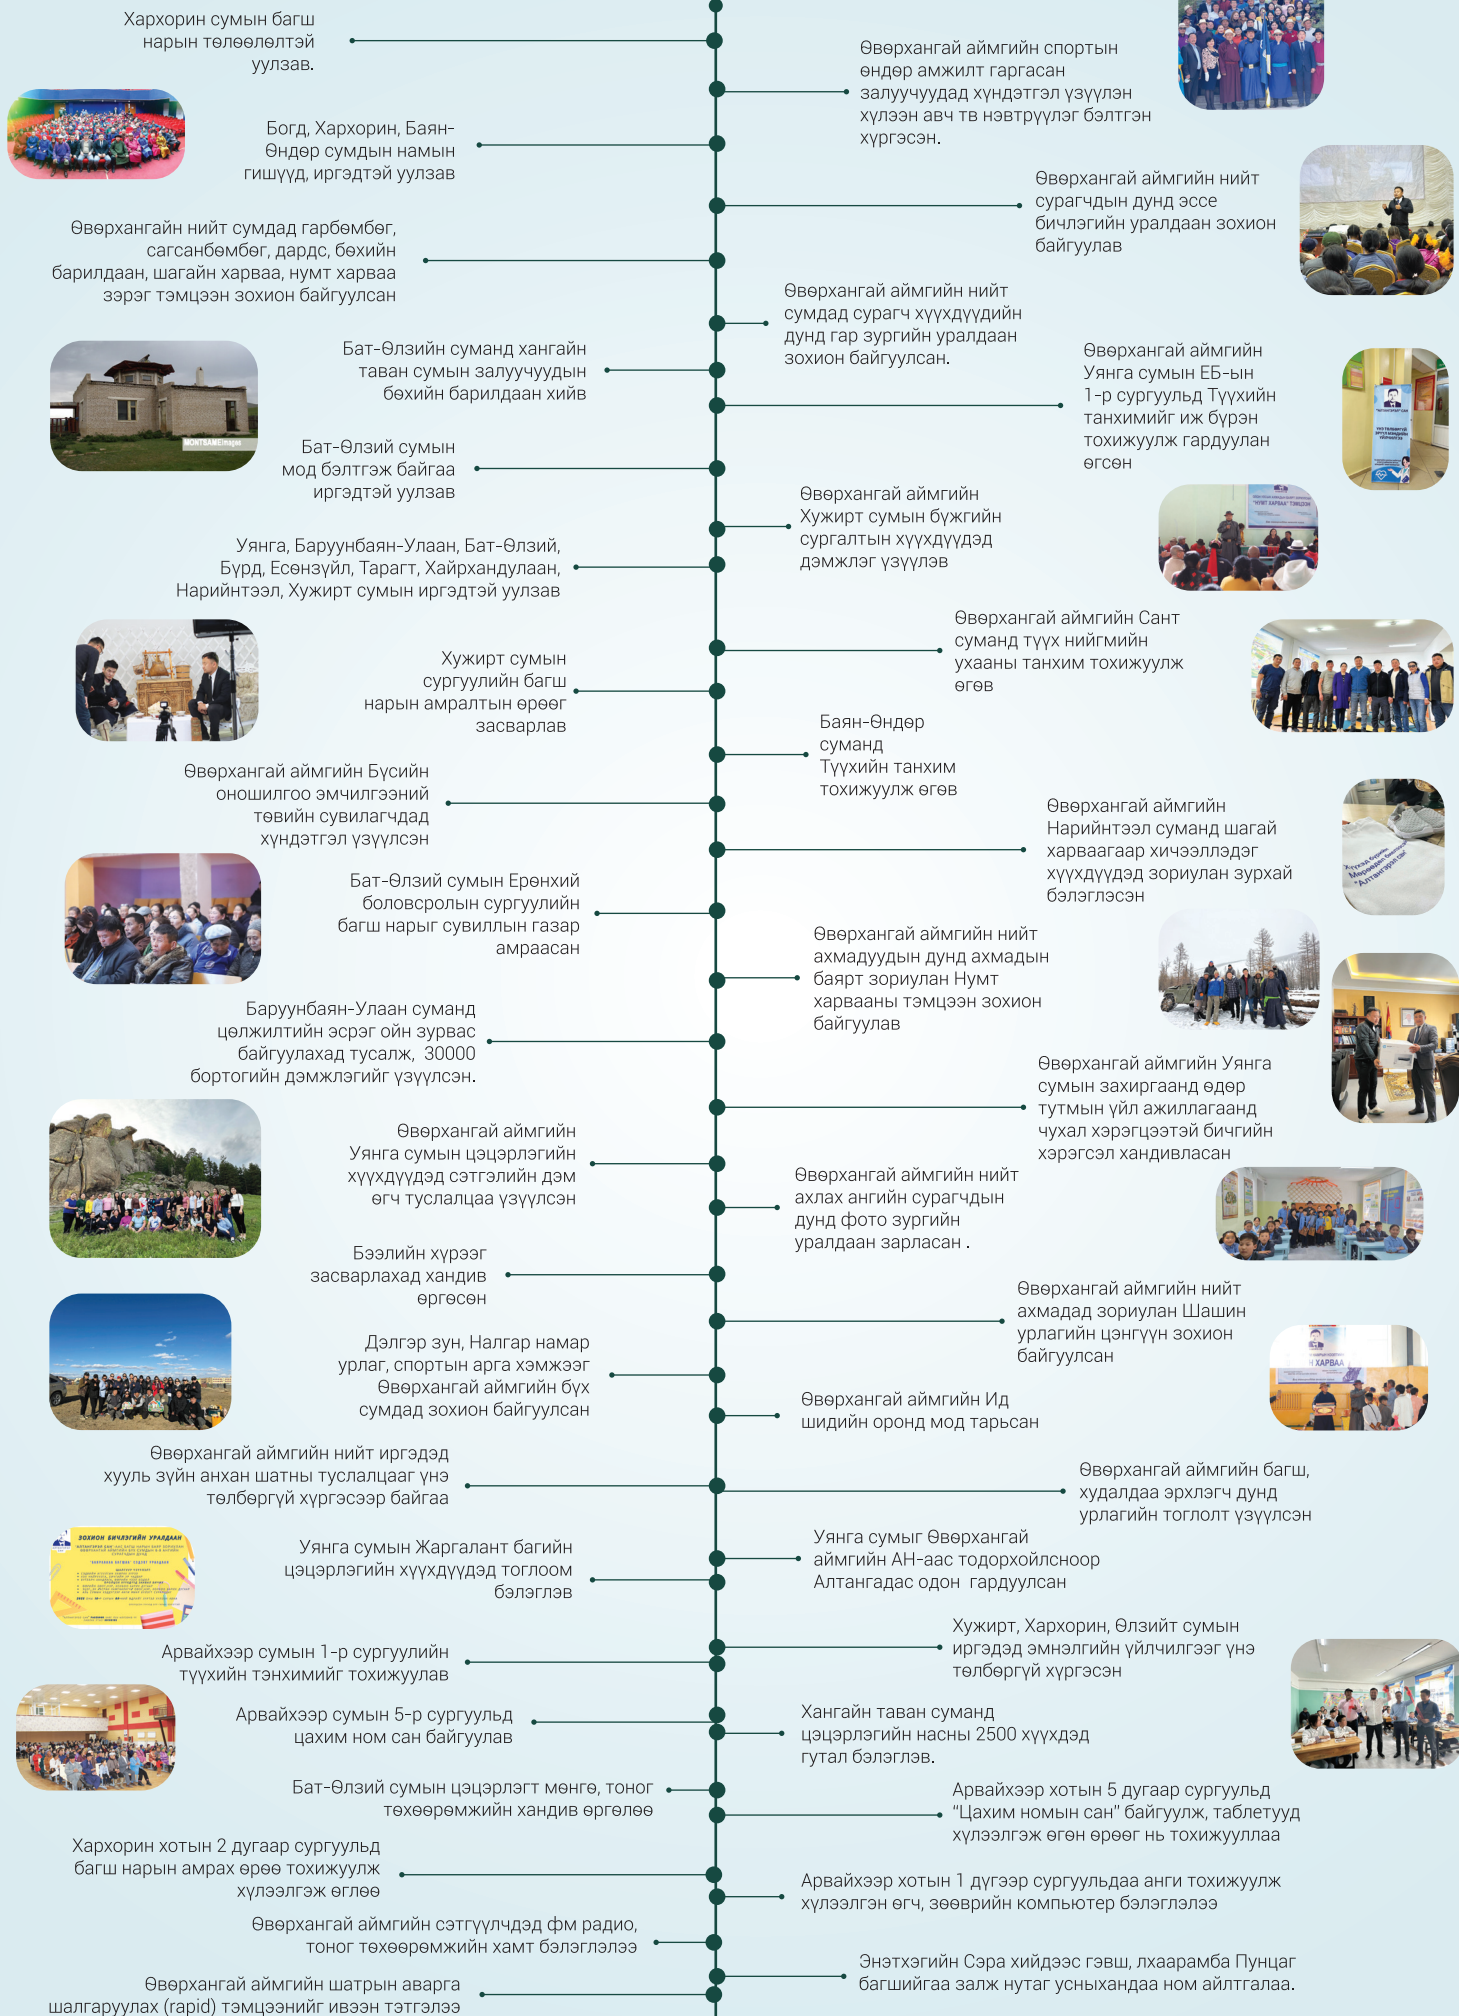 Хархорин сумын багш
нарын төлөөлөлтэй
уулзав.
Өвөрхангай аймгийн спортын
өндөр амжилт гаргасан
залуучуудад хүндэтгэл үзүүлэн
хүлээн авч тв нэвтрүүлэг бэлтгэн
хүргэсэн.
Богд, Хархорин, Баян-
Өндөр сумдын намын
гишүүд, иргэдтэй уулзав
Өвөрхангай аймгийн нийт
сурагчдын дунд эссе
бичлэгийн уралдаан зохион
байгуулав
Өвөрхангайн нийт сумдад гарбөмбөг,
сагсанбөмбөг, дардс, бөхийн
барилдаан, шагайн харваа, нумт харваа
зэрэг тэмцээн зохион байгуулсан
Өвөрхангай аймгийн нийт
сумдад сурагч хүүхдүүдийн
дунд гар зургийн уралдаан
зохион байгуулсан.
Бат-Өлзийн суманд хангайн
таван сумын залуучуудын
бөхийн барилдаан хийв
Өвөрхангай аймгийн
Уянга сумын ЕБ-ын
1-р сургуульд Түүхийн
танхимийг иж бүрэн
тохижуулж гардуулан
өгсөн
MONTSAMEimages
Бат-Өлзий сумын
мод бэлтгэж байгаа
иргэдтэй уулзав
Өвөрхангай аймгийн
Хужирт сумын бүжгийн
сургалтын хүүхдүүдэд
дэмжлэг үзүүлэв
"НУМТ ХАРВАА" ТЭМЦЭЭН
Уянга, Баруунбаян-Улаан, Бат-Өлзий,
Бүрд, Есөнзүйл, Тарагт, Хайрхандулаан,
Нарийнтээл, Хужирт сумын иргэдтэй уулзав
Өвөрхангай аймгийн Сант
суманд түүх нийгмийн
ухааны танхим тохижуулж
өгөв
Хужирт сумын
сургуулийн багш
нарын амралтын өрөөг
засварлав
Баян-Өндөр
суманд
Түүхийн танхим
тохижуулж өгөв
Өвөрхангай аймгийн Бүсийн
оношилгоо эмчилгээний
төвийн сувилагчдад
хүндэтгэл үзүүлсэн
Өвөрхангай аймгийн
Нарийнтээл суманд шагай
харваагаар хичээллэдэг
хүүхдүүдэд зориулан зурхай
бэлэглэсэн
Бат-Өлзий сумын Ерөнхий
боловсролын сургуулийн
багш нарыг сувиллын газар
амраасан
Өвөрхангай аймгийн нийт
ахмадуудын дунд ахмадын
баярт зориулан Нумт
харвааны тэмцээн зохион
байгуулав
Баруунбаян-Улаан суманд
цөлжилтийн эсрэг ойн зурвас
байгуулахад тусалж, 30000
бортогийн дэмжлэгийг үзүүлсэн.
Өвөрхангай аймгийн Уянга
сумын захиргаанд өдөр
тутмын үйл ажиллагаанд
чухал хэрэгцээтэй бичгийн
хэрэгсэл хандивласан
Өвөрхангай аймгийн
Уянга сумын цэцэрлэгийн
хүүхдүүдэд сэтгэлийн дэм
өгч туслалцаа үзүүлсэн
Өвөрхангай аймгийн нийт
ахлах ангийн сурагчдын
дунд фото зургийн
уралдаан зарласан .
Бээлийн хүрээг
засварлахад хандив
өргөсөн
Өвөрхангай аймгийн нийт
ахмадад зориулан Шашин
урлагийн цэнгүүн зохион
байгуулсан
Дэлгэр зун, Налгар намар
урлаг, спортын арга хэмжээг
Өвөрхангай аймгийн бүх
сумдад зохион байгуулсан
Өвөрхангай аймгийн Ид
шидийн оронд мод тарьсан
Өвөрхангай аймгийн нийт иргэдэд
хууль зүйн анхан шатны туслалцааг үнэ
төлбөргүй хүргэсээр байгаа
Өвөрхангай аймгийн багш,
худалдаа эрхлэгч дунд
урлагийн тоглолт үзүүлсэн
ЗОХИОН БИЧЛЭГИЙН УРАЛДААН
Уянга сумын Жаргалант багийн
цэцэрлэгийн хүүхдүүдэд тоглоом
бэлэглэв
Уянга сумыг Өвөрхангай
аймгийн АН-аас тодорхойлсноор
Алтангадас одон гардуулсан
Хужирт, Хархорин, Өлзийт сумын
иргэдэд эмнэлгийн үйлчилгээг үнэ
төлбөргүй хүргэсэн
Арвайхээр сумын 1-р сургуулийн
түүхийн тэнхимийг тохижуулав
Арвайхээр сумын 5-р сургуульд
цахим ном сан байгуулав
Хангайн таван суманд
цэцэрлэгийн насны 2500 хүүхдэд
гутал бэлэглэв.
Бат-Өлзий сумын цэцэрлэгт мөнгө, тоног
төхөөрөмжийн хандив өргөлөө
Арвайхээр хотын 5 дугаар сургуульд
“Цахим номын сан” байгуулж, таблетууд
хүлээлгэж өгөн өрөөг нь тохижууллаа
Хархорин хотын 2 дугаар сургуульд
багш нарын амрах өрөө тохижуулж
хүлээлгэж өглөө
Арвайхээр хотын 1 дүгээр сургуульдаа анги тохижуулж
хүлээлгэн өгч, зөөврийн компьютер бэлэглэлээ
Өвөрхангай аймгийн сэтгүүлчдэд фм радио,
тоног төхөөрөмжийн хамт бэлэглэлээ
Энэтхэгийн Сэра хийдээс гэвш, лхаарамба Пунцаг
багшийгаа залж нутаг усныхандаа ном айлтгалаа.
Өвөрхангай аймгийн шатрын аварга
шалгаруулах (rapid) тэмцээнийг ивээн тэтгэлээ